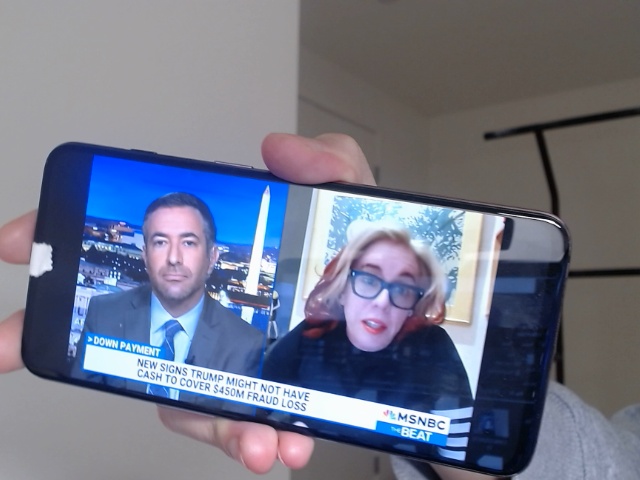 >DOWN PAYMENT
NEW SIGNS TRUMP MIGHT NOT HAVE
CASH TO COVER $450M FRAUD LOSS
MSNBC
THE BEAT